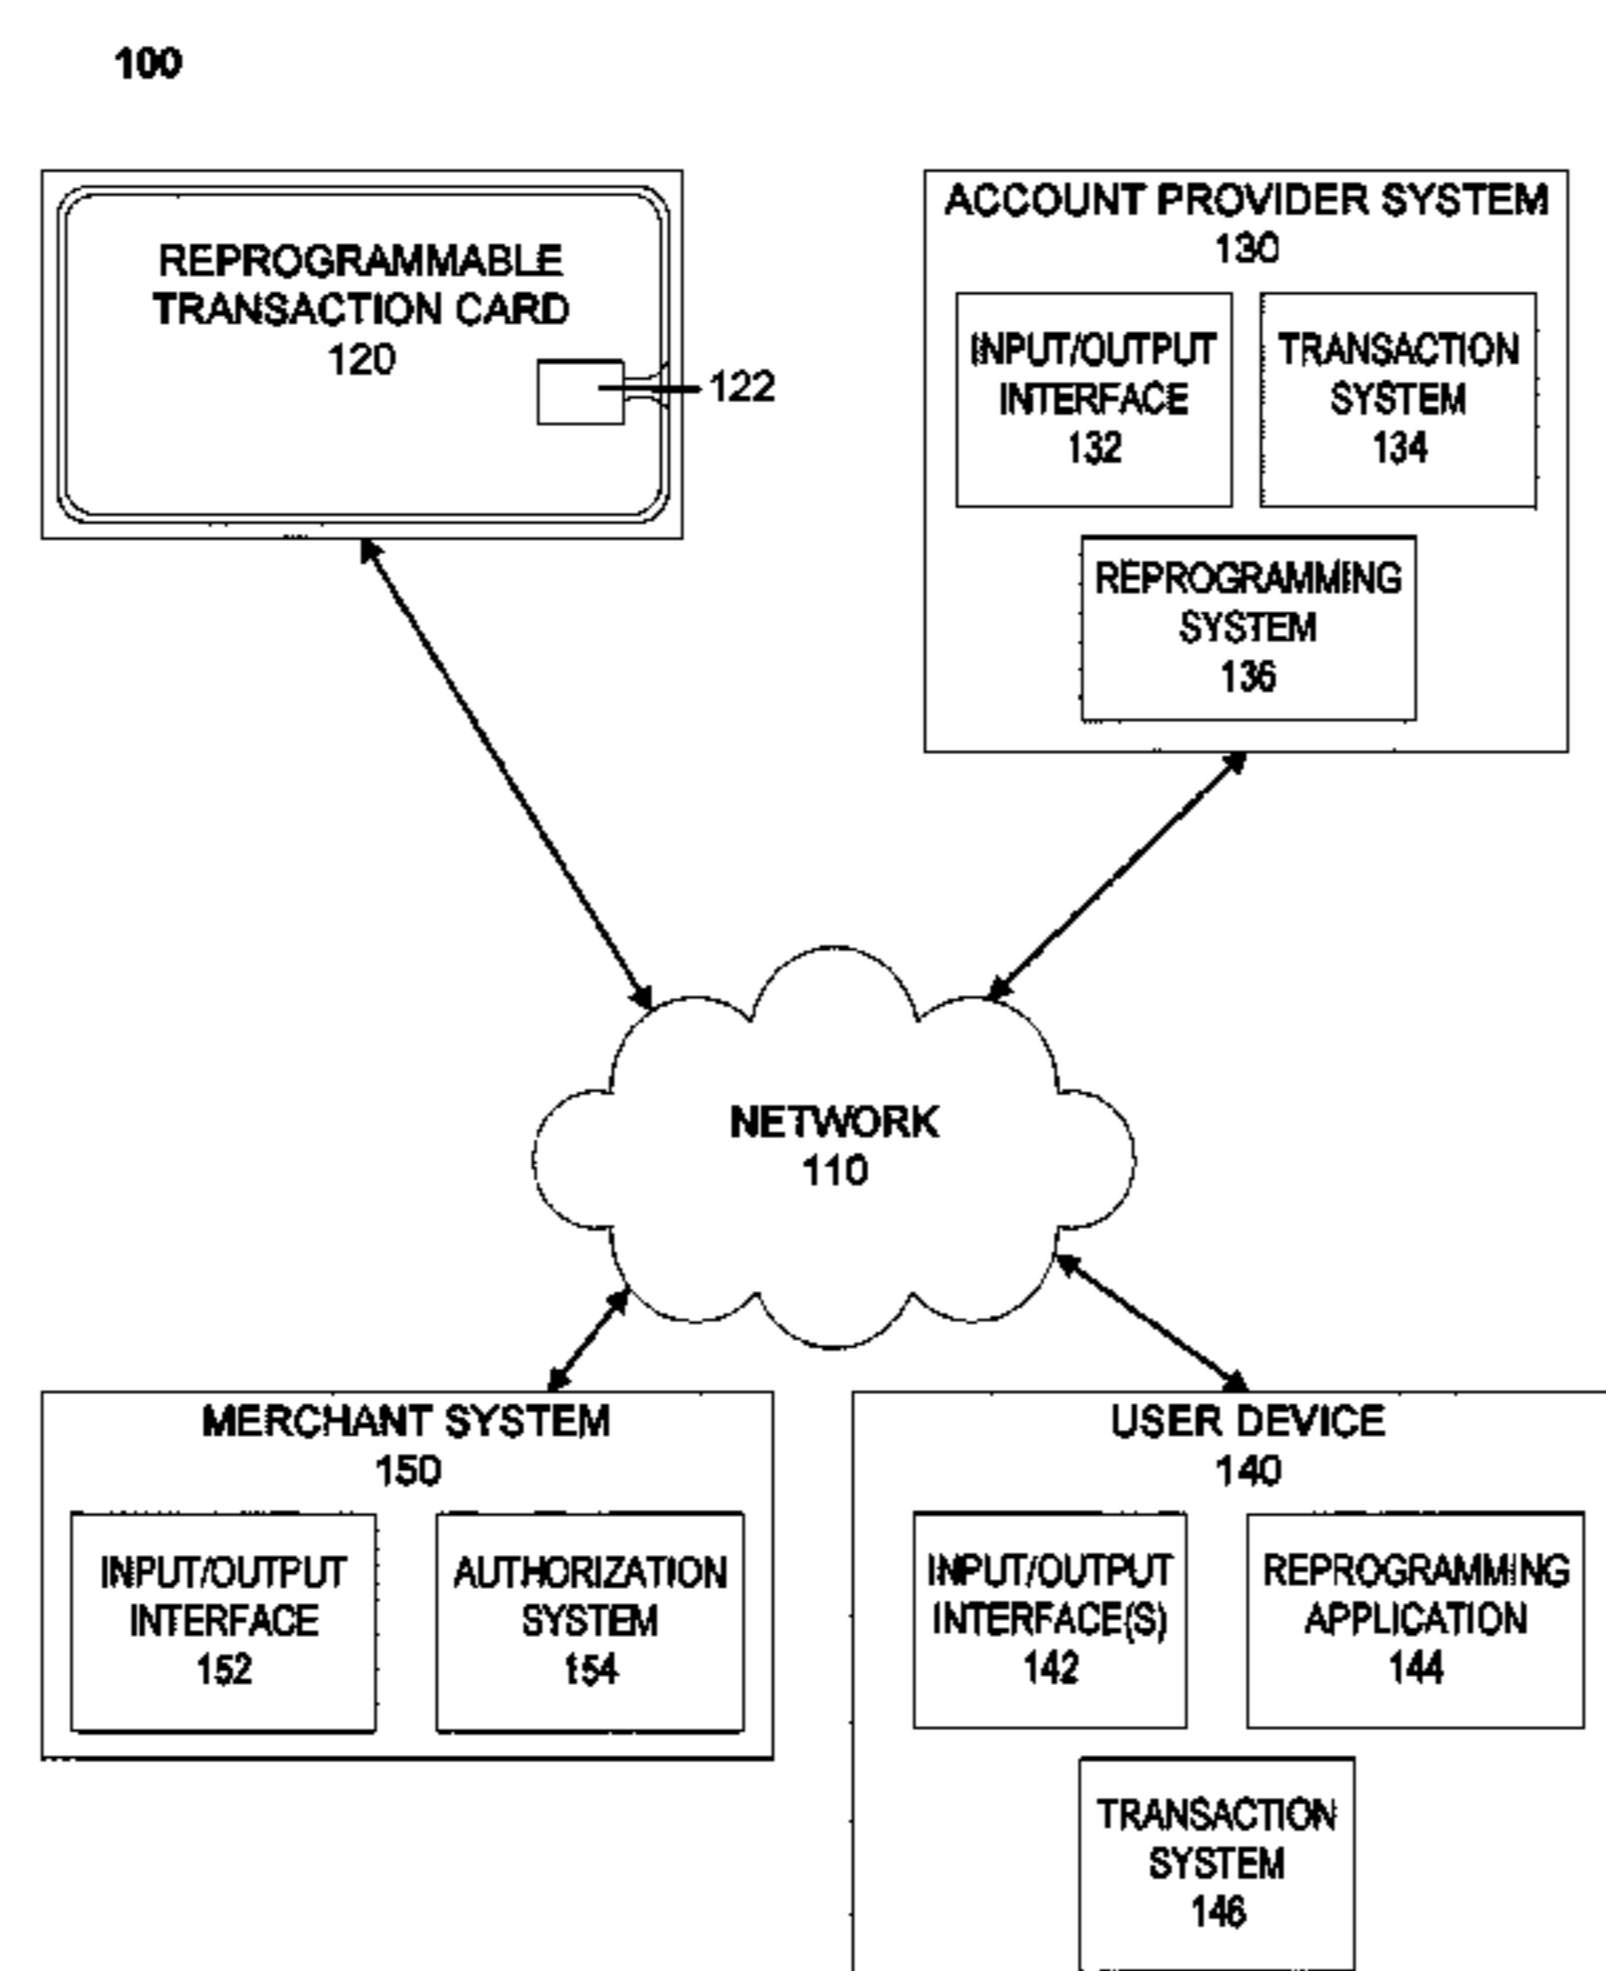 100
REPROGRAMMABLE
TRANSACTION CARD
120
122
ACCOUNT PROVIDER SYSTEM
130
INPUT/OUTPUT
INTERFACE
132
TRANSACTION
SYSTEM
134
REPROGRAMMING
SYSTEM
136
NETWORK
110
MERCHANT SYSTEM
150
INPUT/OUTPUT
INTERFACE
152
AUTHORIZATION
SYSTEM
154
USER DEVICE
140
INPUT/OUTPUT
INTERFACE(S)
142
REPROGRAMMING
APPLICATION
144
TRANSACTION
SYSTEM
146